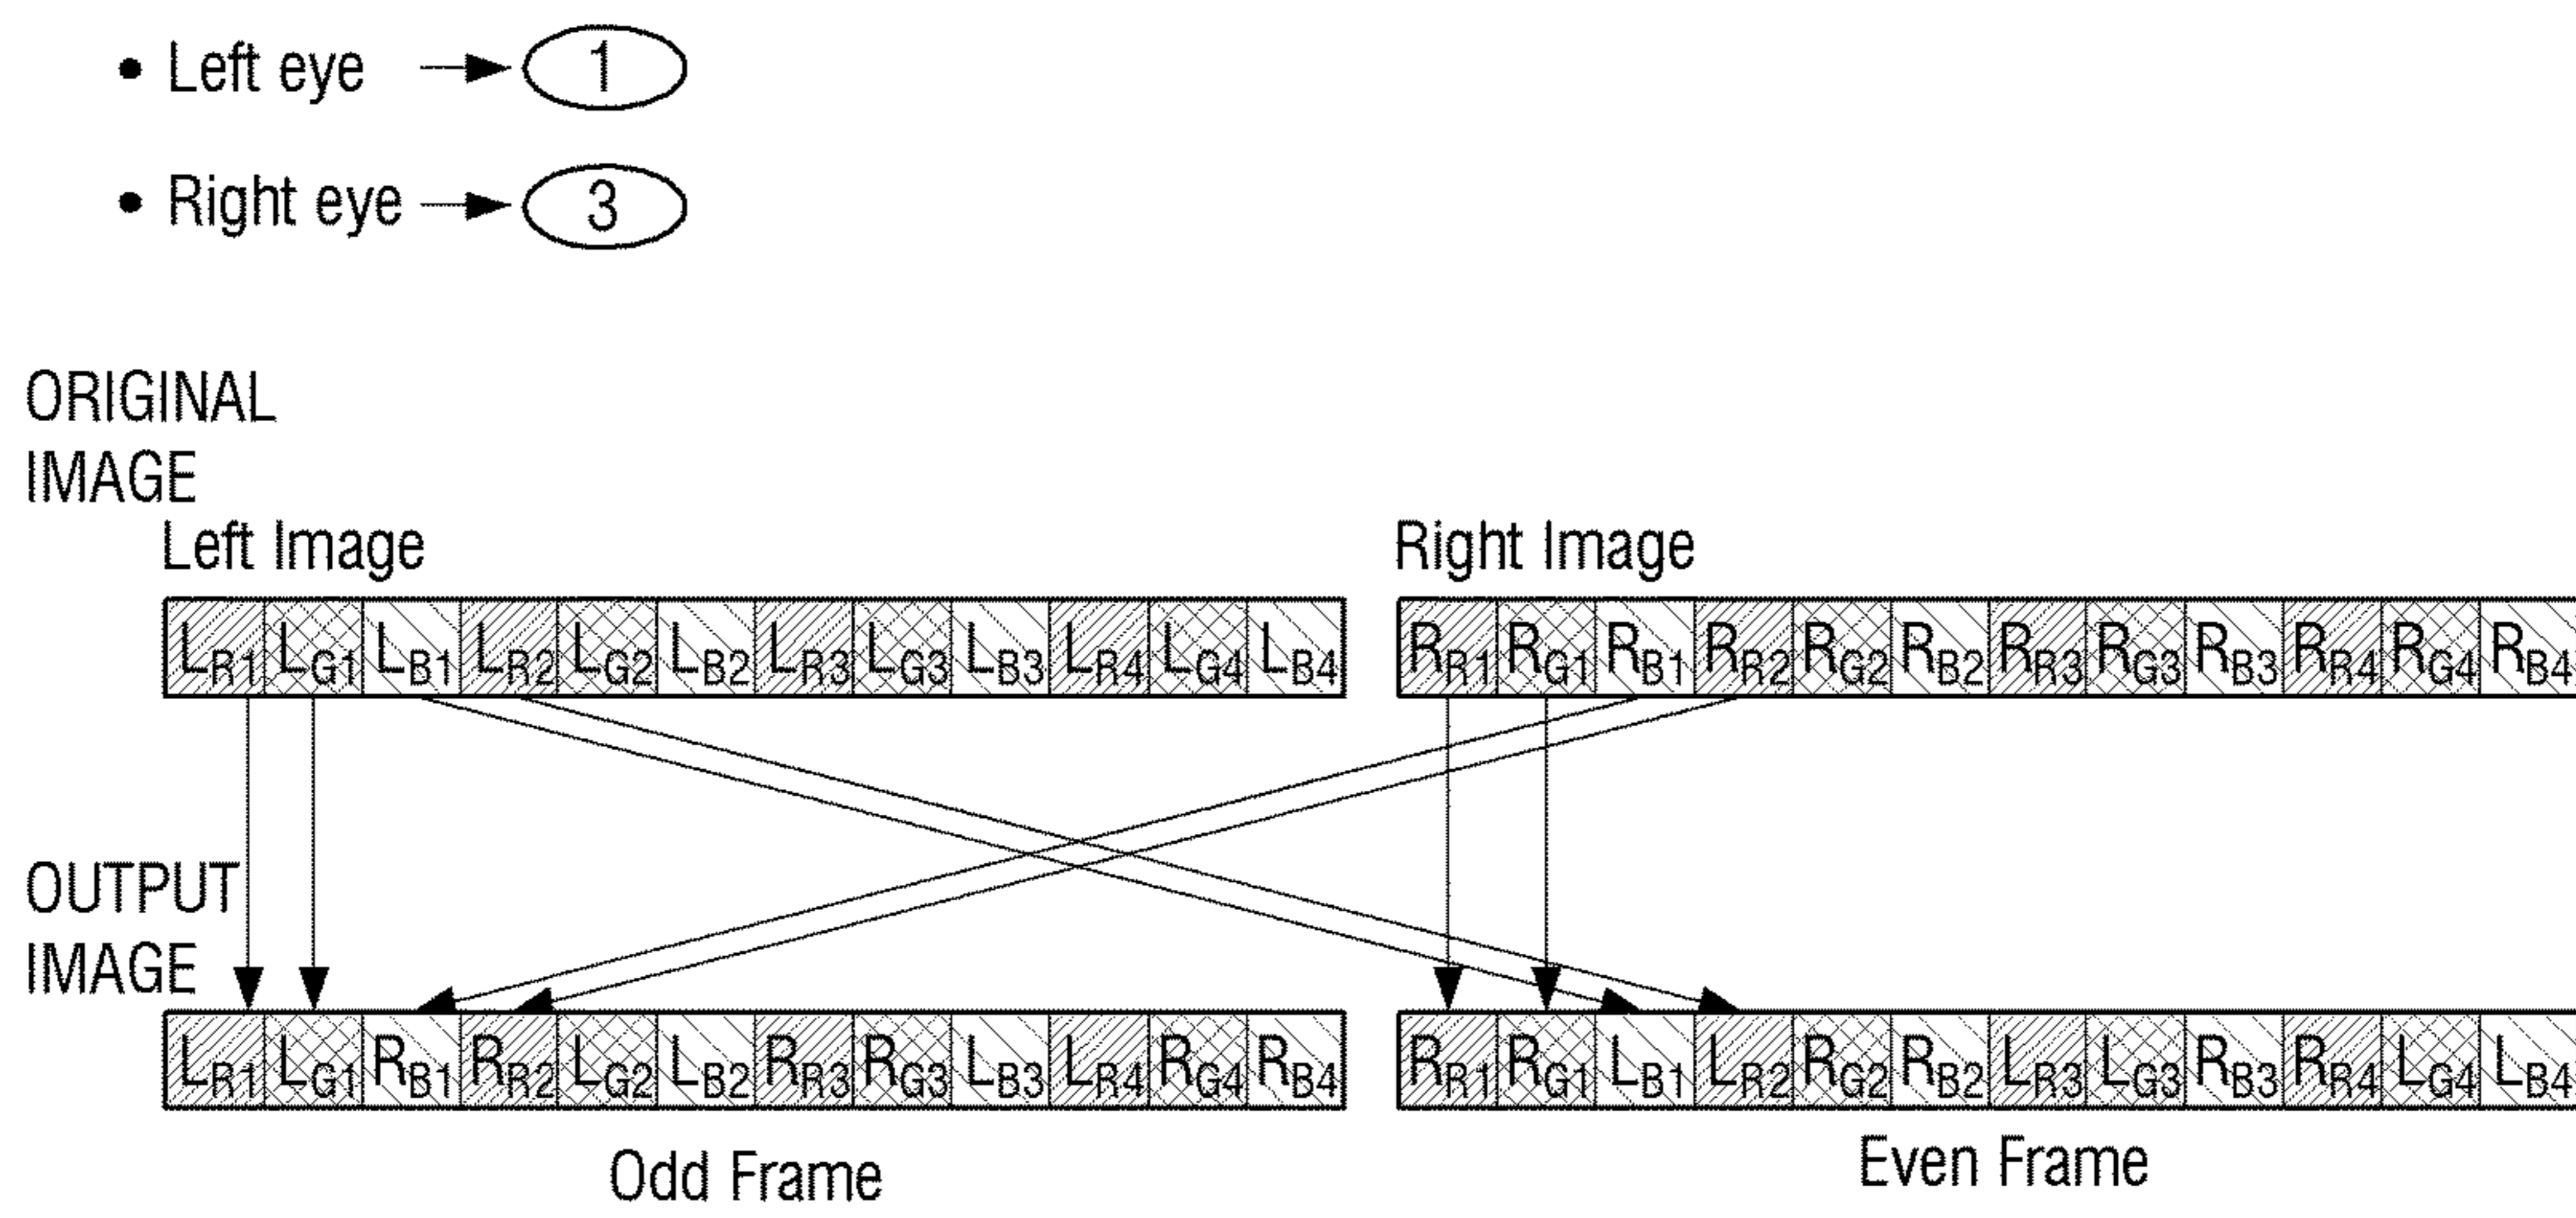 • Left eye → 1
• Right eye → 3
ORIGINAL
IMAGE
Left Image
Right Image
LR1 LG1 LB1 LR2 LG2 LB2 LR3 LG3 LB3 LR4 LG4 LB4
RR1 RG1 RB1 RR2 RG2 RB2 RR3 RG3 RB3 RR4 RG4 RB4
OUTPUT
IMAGE
LR1 LG1 RB1 RR2 LG2 LB2 RR3 RG3 LB3 LR4 RG4 RB4
RR1 RG1 LB1 LR2 RG2 RB2 LR3 LG3 RB3 RR4 LG4 LB4
Odd Frame
Even Frame